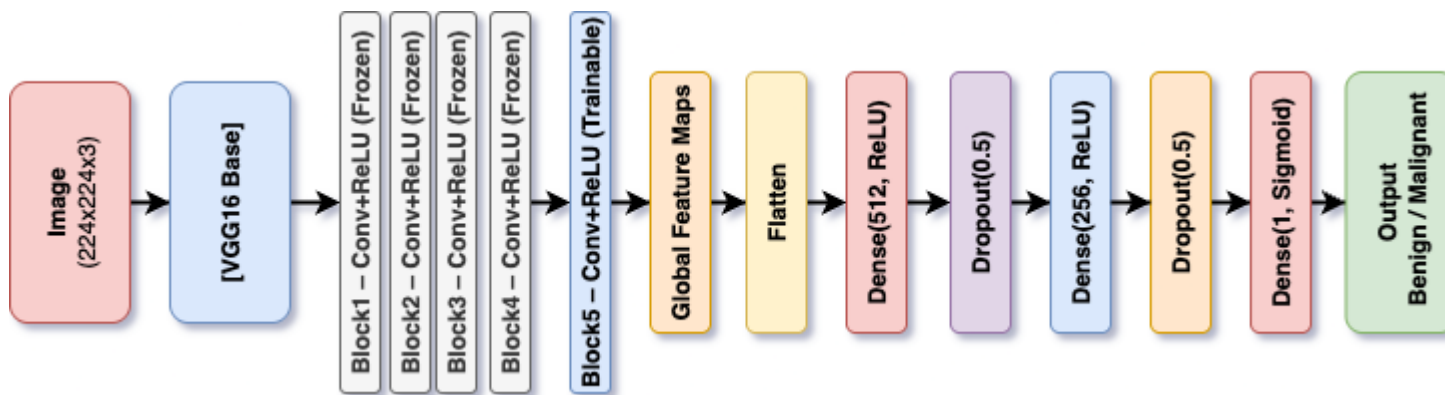 Image
(224x224x3)
[VGG16 Base]
Block1 – Conv+ReLU (Frozen)
Block2 – Conv+ReLU (Frozen)
Block3 – Conv+ReLU (Frozen)
Block4 – Conv+ReLU (Frozen)
Block5 – Conv+ReLU (Trainable)
Global Feature Maps
Flatten
Dense(512, ReLU)
Dropout(0.5)
Dense(256, ReLU)
Dropout(0.5)
Dense(1, Sigmoid)
Output
Benign / Malignant